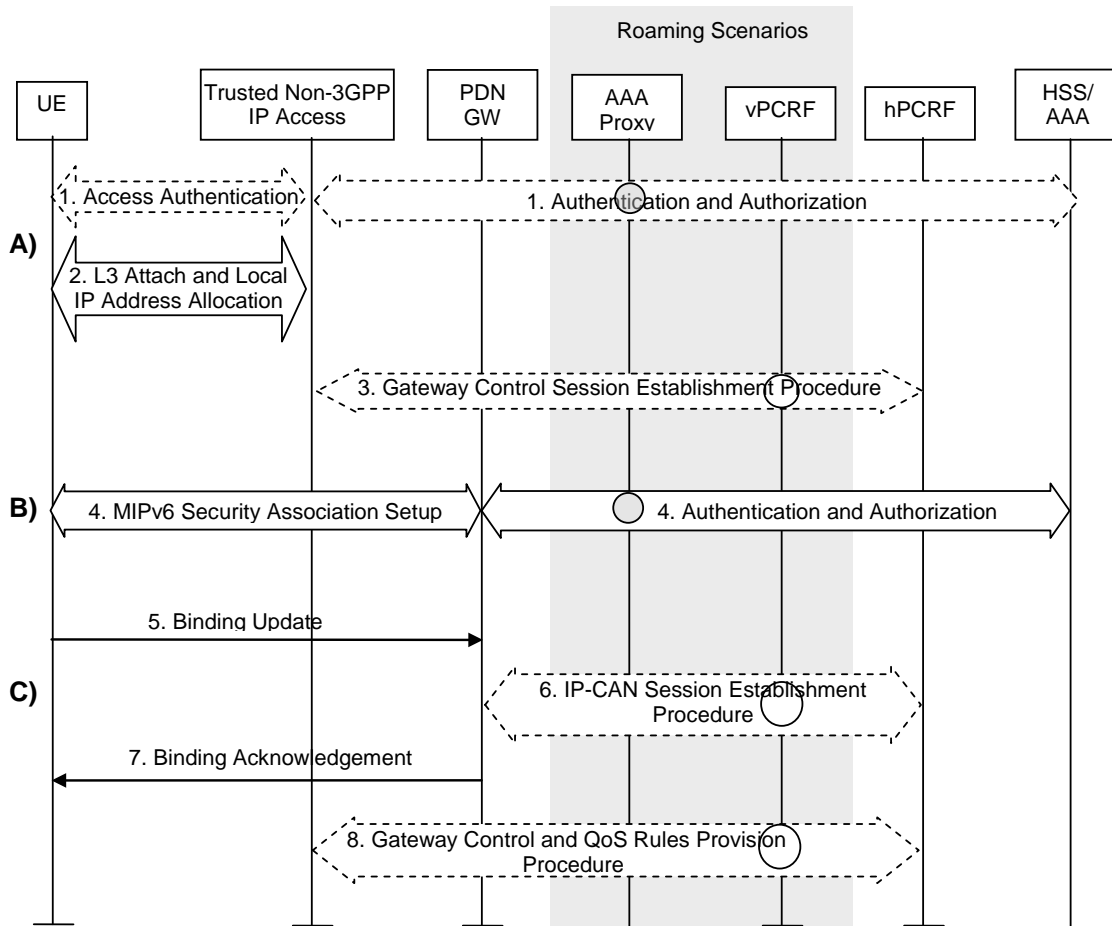 Roaming Scenarios
UE
Trusted Non-3GPP
IP Access
PDN
GW
AAA
Proxy
vPCRF
hPCRF
HSS/
AAA
1. Access Authentication
1. Authentication and Authorization
A)
2. L3 Attach and Local
IP Address Allocation
3. Gateway Control Session Establishment Procedure
B)
4. MIPv6 Security Association Setup
4. Authentication and Authorization
5. Binding Update
C)
6. IP-CAN Session Establishment
Procedure
7. Binding Acknowledgement
8. Gateway Control and QoS Rules Provision
Procedure